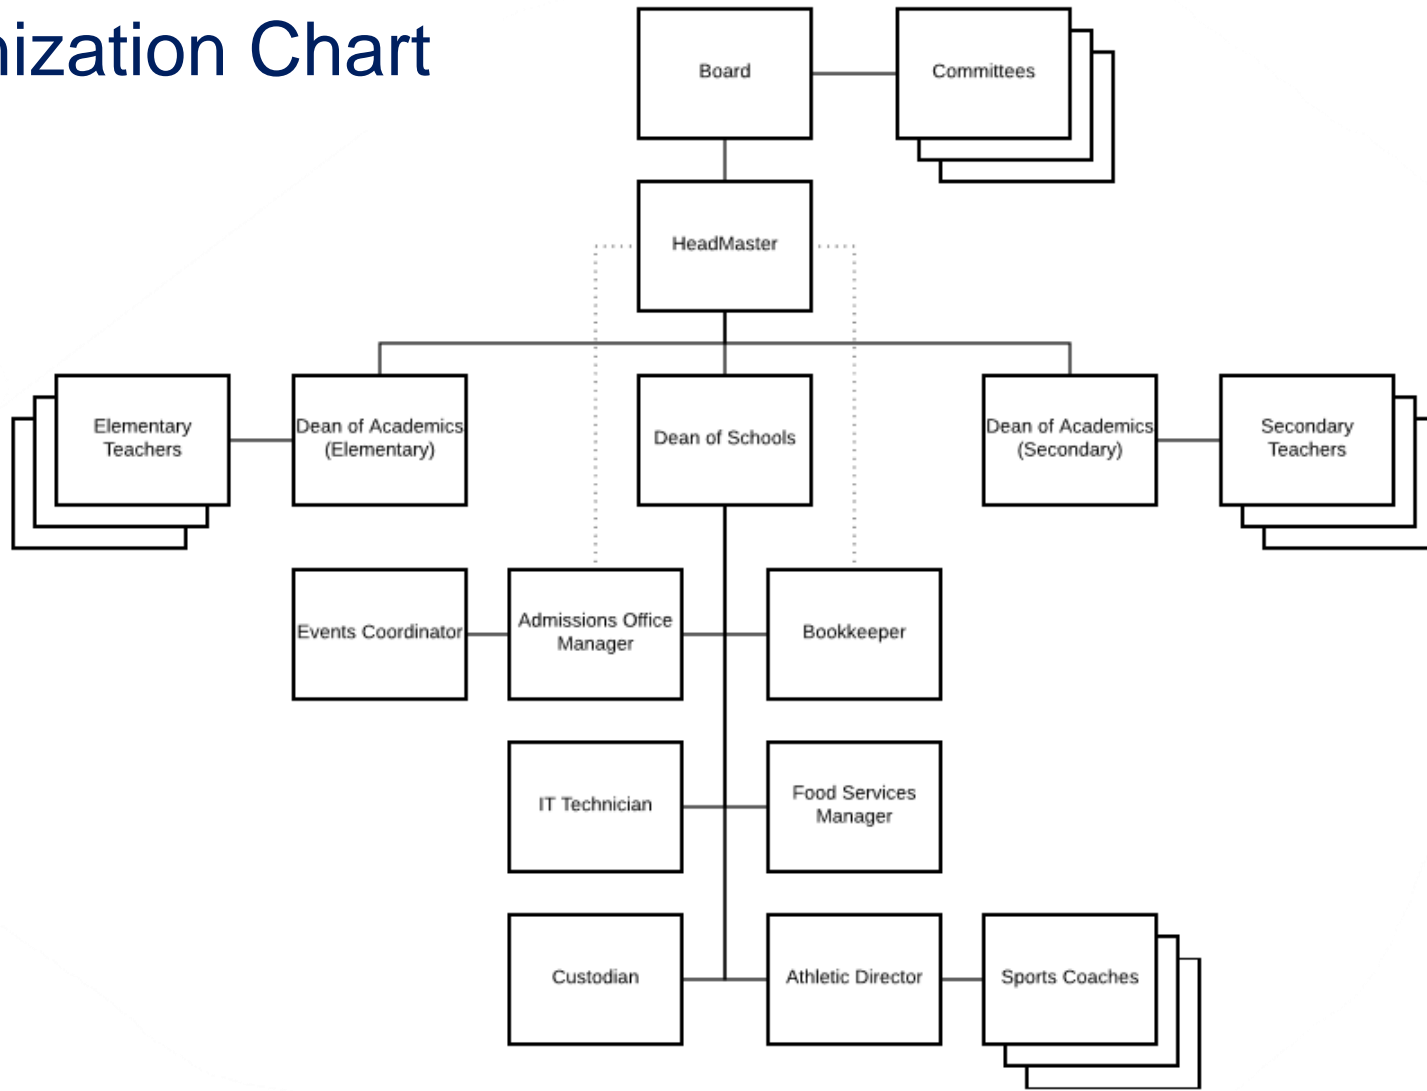 nization Chart
Board
Committees
HeadMaster
Elementary
Teachers
Dean of Academics
(Elementary)
Dean of Schools
Dean of Academics
(Secondary)
Secondary
Teachers
Events Coordinator
Admissions Office
Manager
Bookkeeper
IT Technician
Food Services
Manager
Custodian
Athletic Director
Sports Coaches